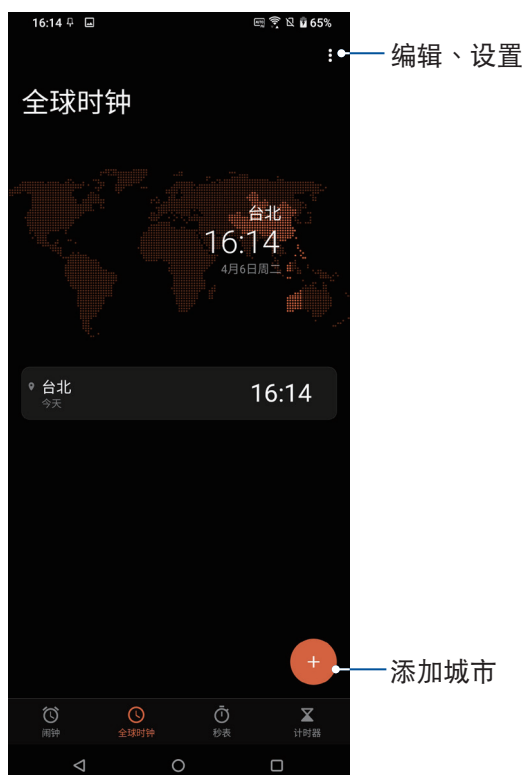 16:14 65%
编辑、设置
全球时钟
台北
16:14
4月6日周二
台北 16:14
今天
+
添加城市
闹钟 全球时钟 秒表 计时器